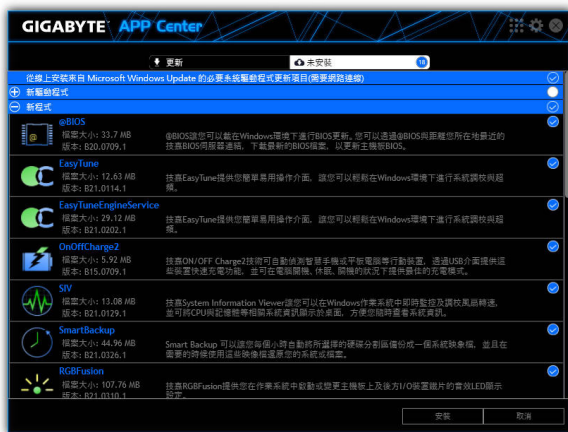 GIGABYTE™ APP Center
更新
未安裝
18
從線上安裝來自 Microsoft Windows Update 的必要系統驅動程式更新項目(需要網路連線)
新驅動程式
新程式
@BIOS
檔案大小: 33.7 MB
版本: B20.0709.1
@BIOS讓您可以載在Windows環境下進行BIOS更新。您可以透過@BIOS與距離您所在地最近的
技嘉BIOS伺服器連結，下載最新的BIOS檔案，以更新主機板BIOS。
EasyTune
檔案大小: 12.63 MB
版本: B21.0114.1
技嘉EasyTune提供您簡單易用操作介面，讓您可以輕鬆在Windows環境下進行系統調校與超
頻。
EasyTuneEngineService
檔案大小: 29.12 MB
版本: B21.0202.1
技嘉EasyTune提供您簡單易用操作介面，讓您可以輕鬆在Windows環境下進行系統調校與超
頻。
OnOffCharge2
檔案大小: 5.92 MB
版本: B15.0709.1
技嘉ON/OFF Charge2技術可自動偵測智慧手機或平板電腦等行動裝置，透過USB介面提供這
些裝置快速充電功能，並可在電腦開機、休眠、關機的狀況下提供最佳的充電模式。
SIV
檔案大小: 13.08 MB
版本: B21.0129.1
技嘉System Information Viewer讓您可以在Windows作業系統中即時監控及調校風扇轉速，
並可將CPU與記憶體等相關系統資訊顯示於桌面，方便您隨時查看系統資訊。
SmartBackup
檔案大小: 44.96 MB
版本: B21.0326.1
Smart Backup 可以讓您每個小時自動將所選擇的硬碟分割區備份成一個系統映象檔，並且在
需要的時候使用這些映像檔還原您的系統或檔案。
RGBFusion
檔案大小: 107.76 MB
版本: B21.0310.1
技嘉RGBFusion提供您在作業系統中啟動或變更主機板上及後方I/O裝置鐵片的音效LED顯示
設定。
安裝
取消